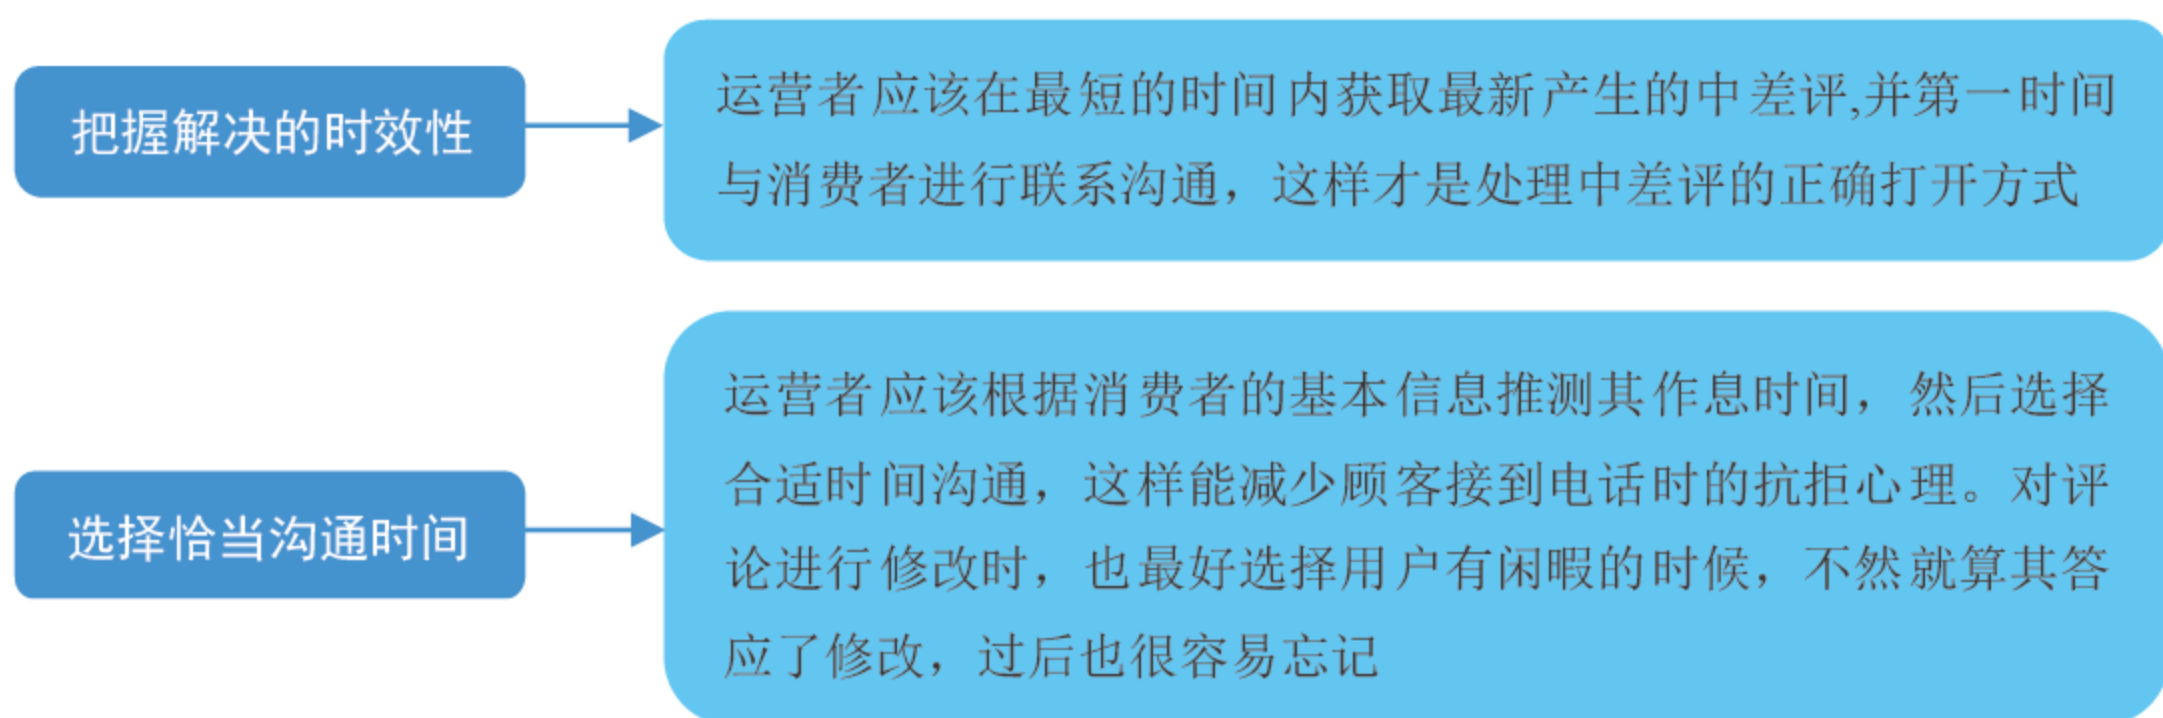 把握解决的时效性
运营者应该在最短的时间内获取最新产生的中差评,并第一时间
与消费者进行联系沟通，这样才是处理中差评的正确打开方式
选择恰当沟通时间
运营者应该根据消费者的基本信息推测其作息时间，然后选择
合适时间沟通，这样能减少顾客接到电话时的抗拒心理。对评
论进行修改时，也最好选择用户有闲暇的时候，不然就算其答
应了修改，过后也很容易忘记